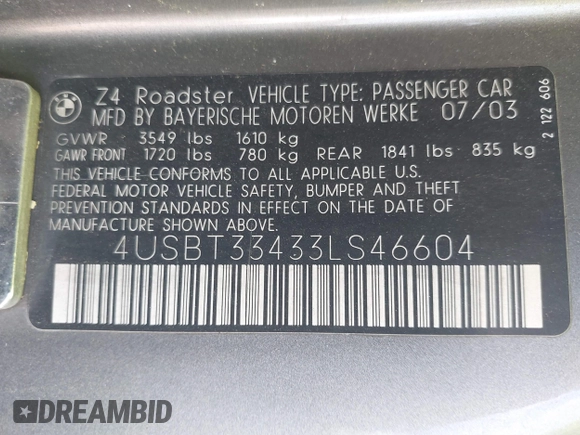 BMW
Z4 Roadster VEHICLE TYPE: PASSENGER CAR
MFD BY BAYERISCHE MOTOREN WERKE 07/03
GVWR 3549 lbs 1610 kg
GAWR FRONT 1720 lbs 780 kg REAR 1841 lbs 835 kg
THIS VEHICLE CONFORMS TO ALL APPLICABLE U.S.
FEDERAL MOTOR VEHICLE SAFETY, BUMPER AND THEFT
PREVENTION STANDARDS IN EFFECT ON THE DATE OF
MANUFACTURE SHOWN ABOVE.
4USBT33433LS46604
2 122 606
DREAMBID